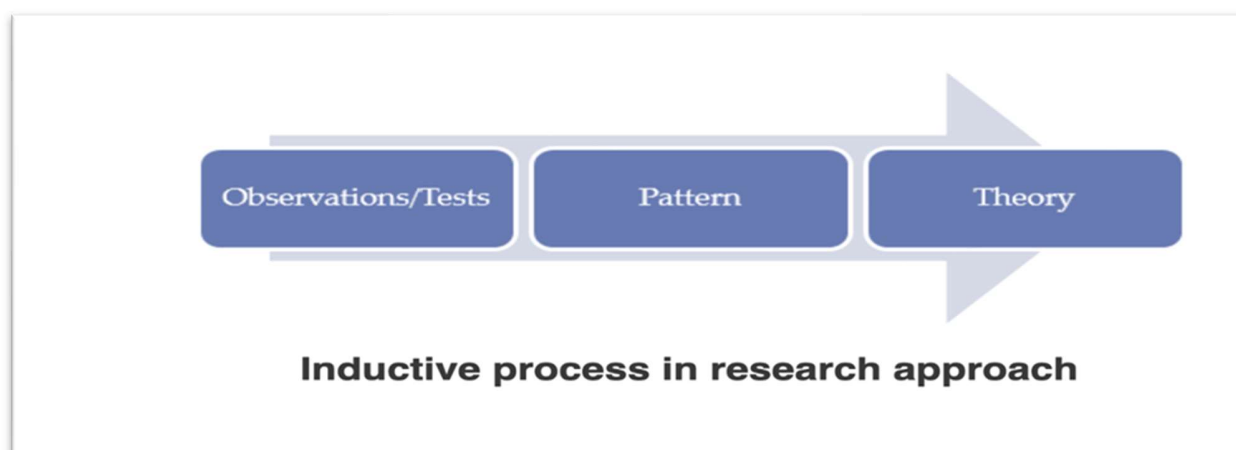 Observations/Tests
Pattern
Theory
Inductive process in research approach